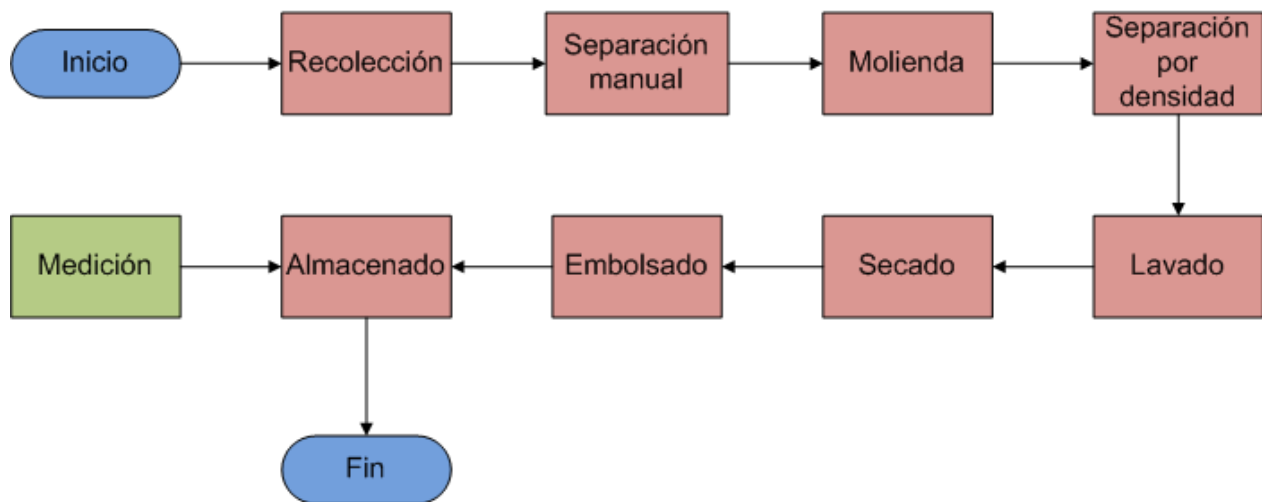 Inicio
Recolección
Separación
manual
Molienda
Separación
por
densidad
Medición
Almacenado
Embolsado
Secado
Lavado
Fin